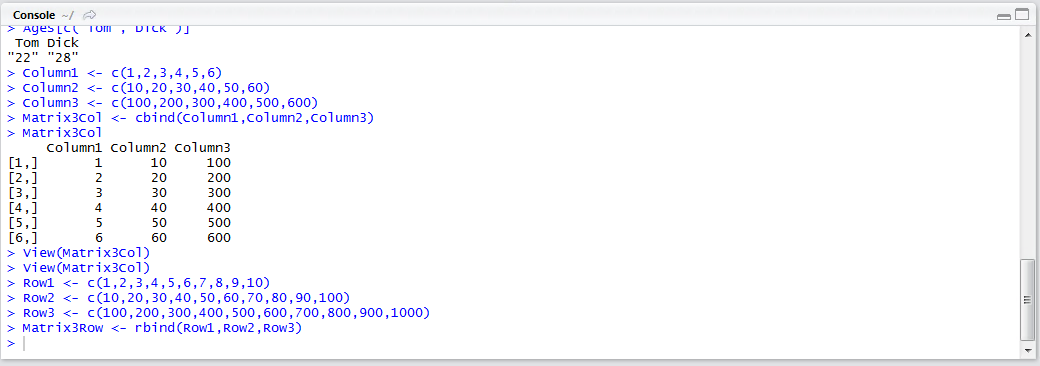 Console ~/
> Ages[c("Tom","Dick")]
 Tom Dick
"22" "28"
> Column1 <- c(1,2,3,4,5,6)
> Column2 <- c(10,20,30,40,50,60)
> Column3 <- c(100,200,300,400,500,600)
> Matrix3Col <- cbind(Column1,Column2,Column3)
> Matrix3Col
     Column1 Column2 Column3
[1,]       1      10     100
[2,]       2      20     200
[3,]       3      30     300
[4,]       4      40     400
[5,]       5      50     500
[6,]       6      60     600
> View(Matrix3Col)
> View(Matrix3Col)
> Row1 <- c(1,2,3,4,5,6,7,8,9,10)
> Row2 <- c(10,20,30,40,50,60,70,80,90,100)
> Row3 <- c(100,200,300,400,500,600,700,800,900,1000)
> Matrix3Row <- rbind(Row1,Row2,Row3)
>